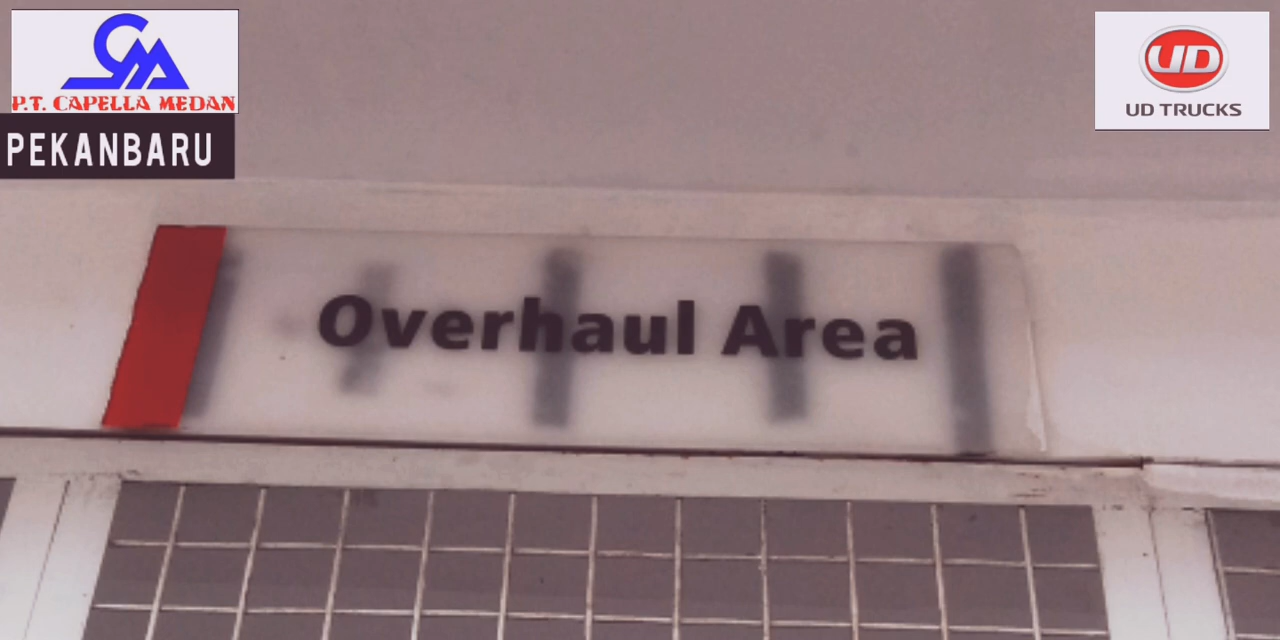 P.T. CAPELLA MEDAN
PEKANBARU
UD
UD TRUCKS
Overhaul Area